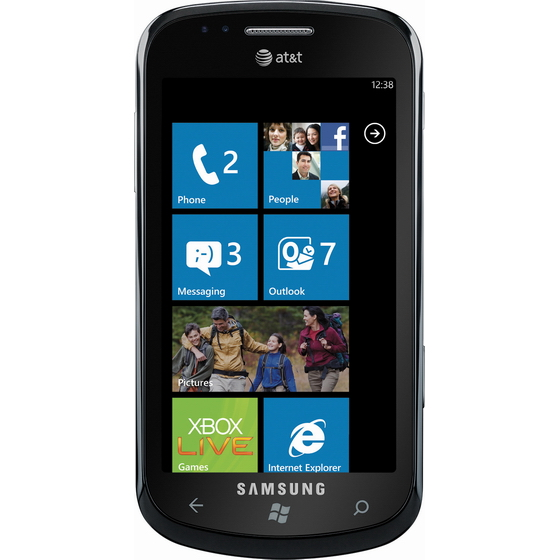 at&t
12:38
2
f
Phone
People
;-)
3
O
7
Messaging
Outlook
Pictures
XBOX
LIVE
Games
Internet Explorer
SAMSUNG